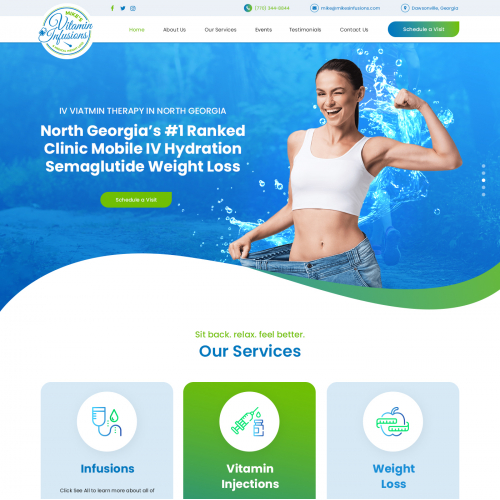 (770) 344-8844
mike@mikesinfusions.com
Dawsonville, Georgia
MIKE'S
Vitamin
Infusions
Home
About Us
Our Services
Events
Testimonials
Contact Us
Schedule a Visit
IV VIATMIN THERAPY IN NORTH GEORGIA
North Georgia's #1 Ranked
Clinic Mobile IV Hydration
Semaglutide Weight Loss
Schedule a Visit
Sit back. relax. feel better.
Our Services
Infusions
Click See All to learn more about all of
Vitamin
Injections
Weight
Loss